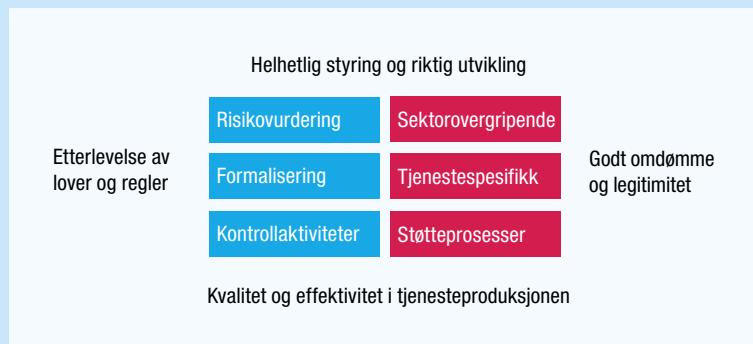 Helhetlig styring og riktig utvikling
Risikovurdering
Sektorovergripende
Etterlevelse av
lover og regler
Formalisering
Tjenestespesifikk
Godt omdømme
og legitimitet
Kontrollaktiviteter
Støtteprosesser
Kvalitet og effektivitet i tjenesteproduksjonen